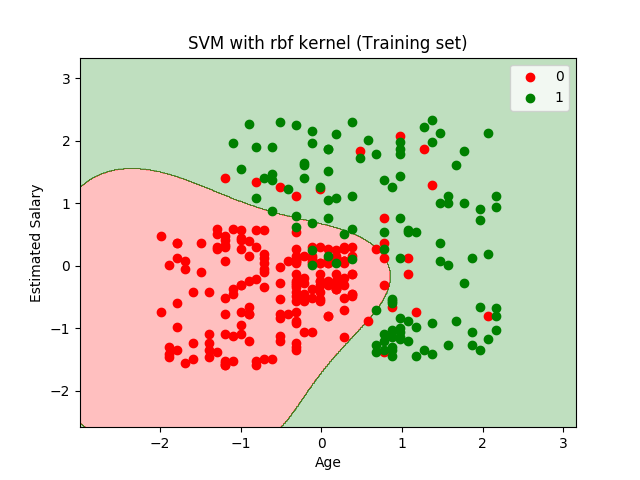 SVM with rbf kernel (Training set)
0
1
3
2
1
0
−1
−2
Estimated Salary
−2 −1 0 1 2 3
Age